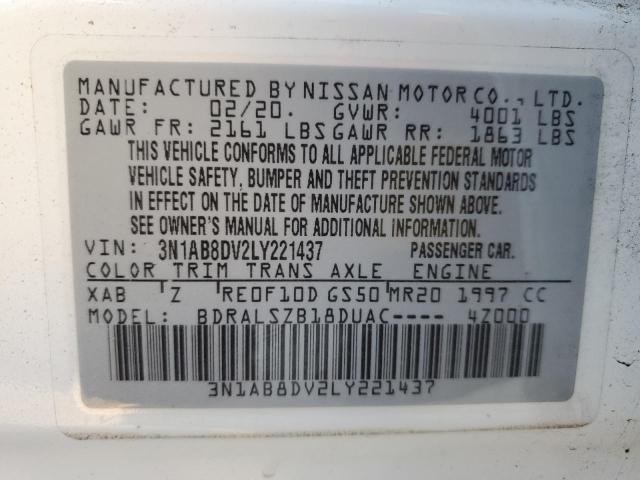 MANUFACTURED BY NISSAN MOTOR CO., LTD.
DATE: 02/20. GVWR: 4001 LBS
GAWR FR: 2161 LBS GAWR RR: 1863 LBS
THIS VEHICLE CONFORMS TO ALL APPLICABLE FEDERAL MOTOR
VEHICLE SAFETY, BUMPER AND THEFT PREVENTION STANDARDS
IN EFFECT ON THE DATE OF MANUFACTURE SHOWN ABOVE.
SEE OWNER'S MANUAL FOR ADDITIONAL INFORMATION.
VIN: 3N1AB8DV2LY221437 PASSENGER CAR.
COLOR TRIM TRANS AXLE ENGINE
XAB Z RE0F10D GS50 MR20 1997 CC
MODEL: BDRALSZB18DUAC---- 4Z000
3N1AB8DV2LY221437